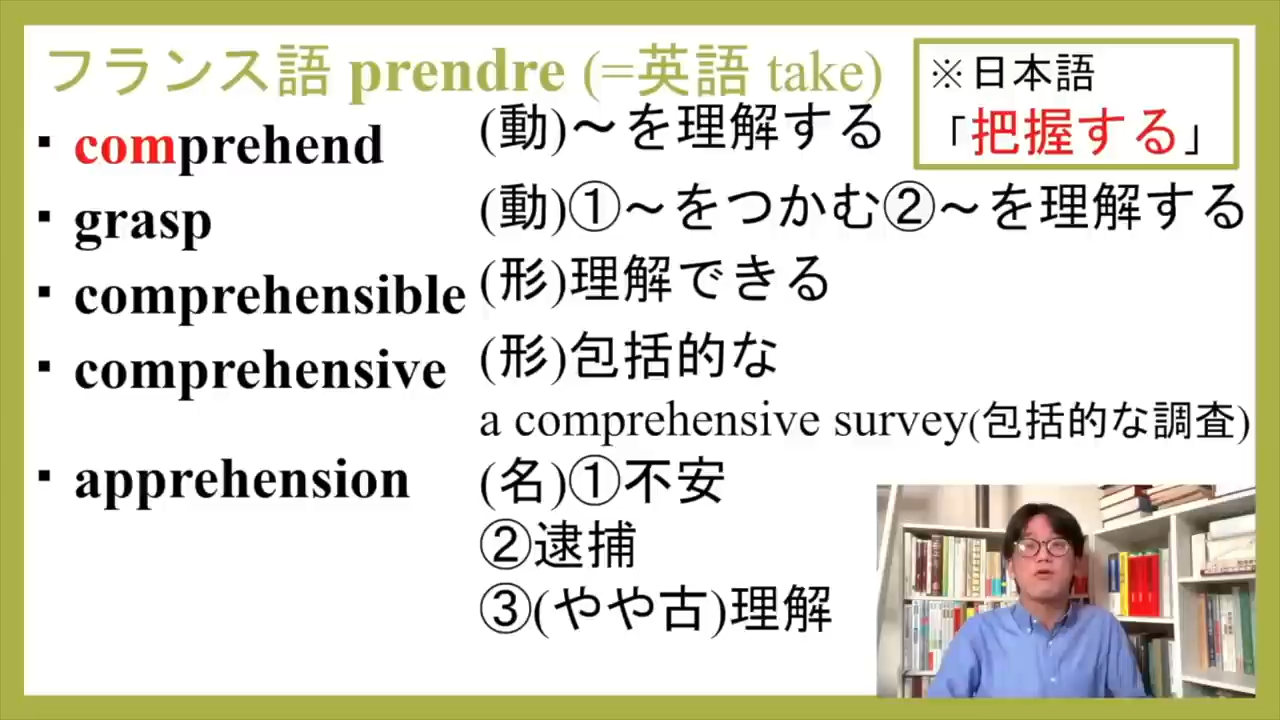 フランス語 prendre (=英語 take)
※日本語
「把握する」
・comprehend (動)～を理解する
・grasp (動)①～をつかむ②～を理解する
・comprehensible (形)理解できる
・comprehensive (形)包括的な
a comprehensive survey(包括的な調査)
・apprehension (名)①不安
②逮捕
③(やや古)理解